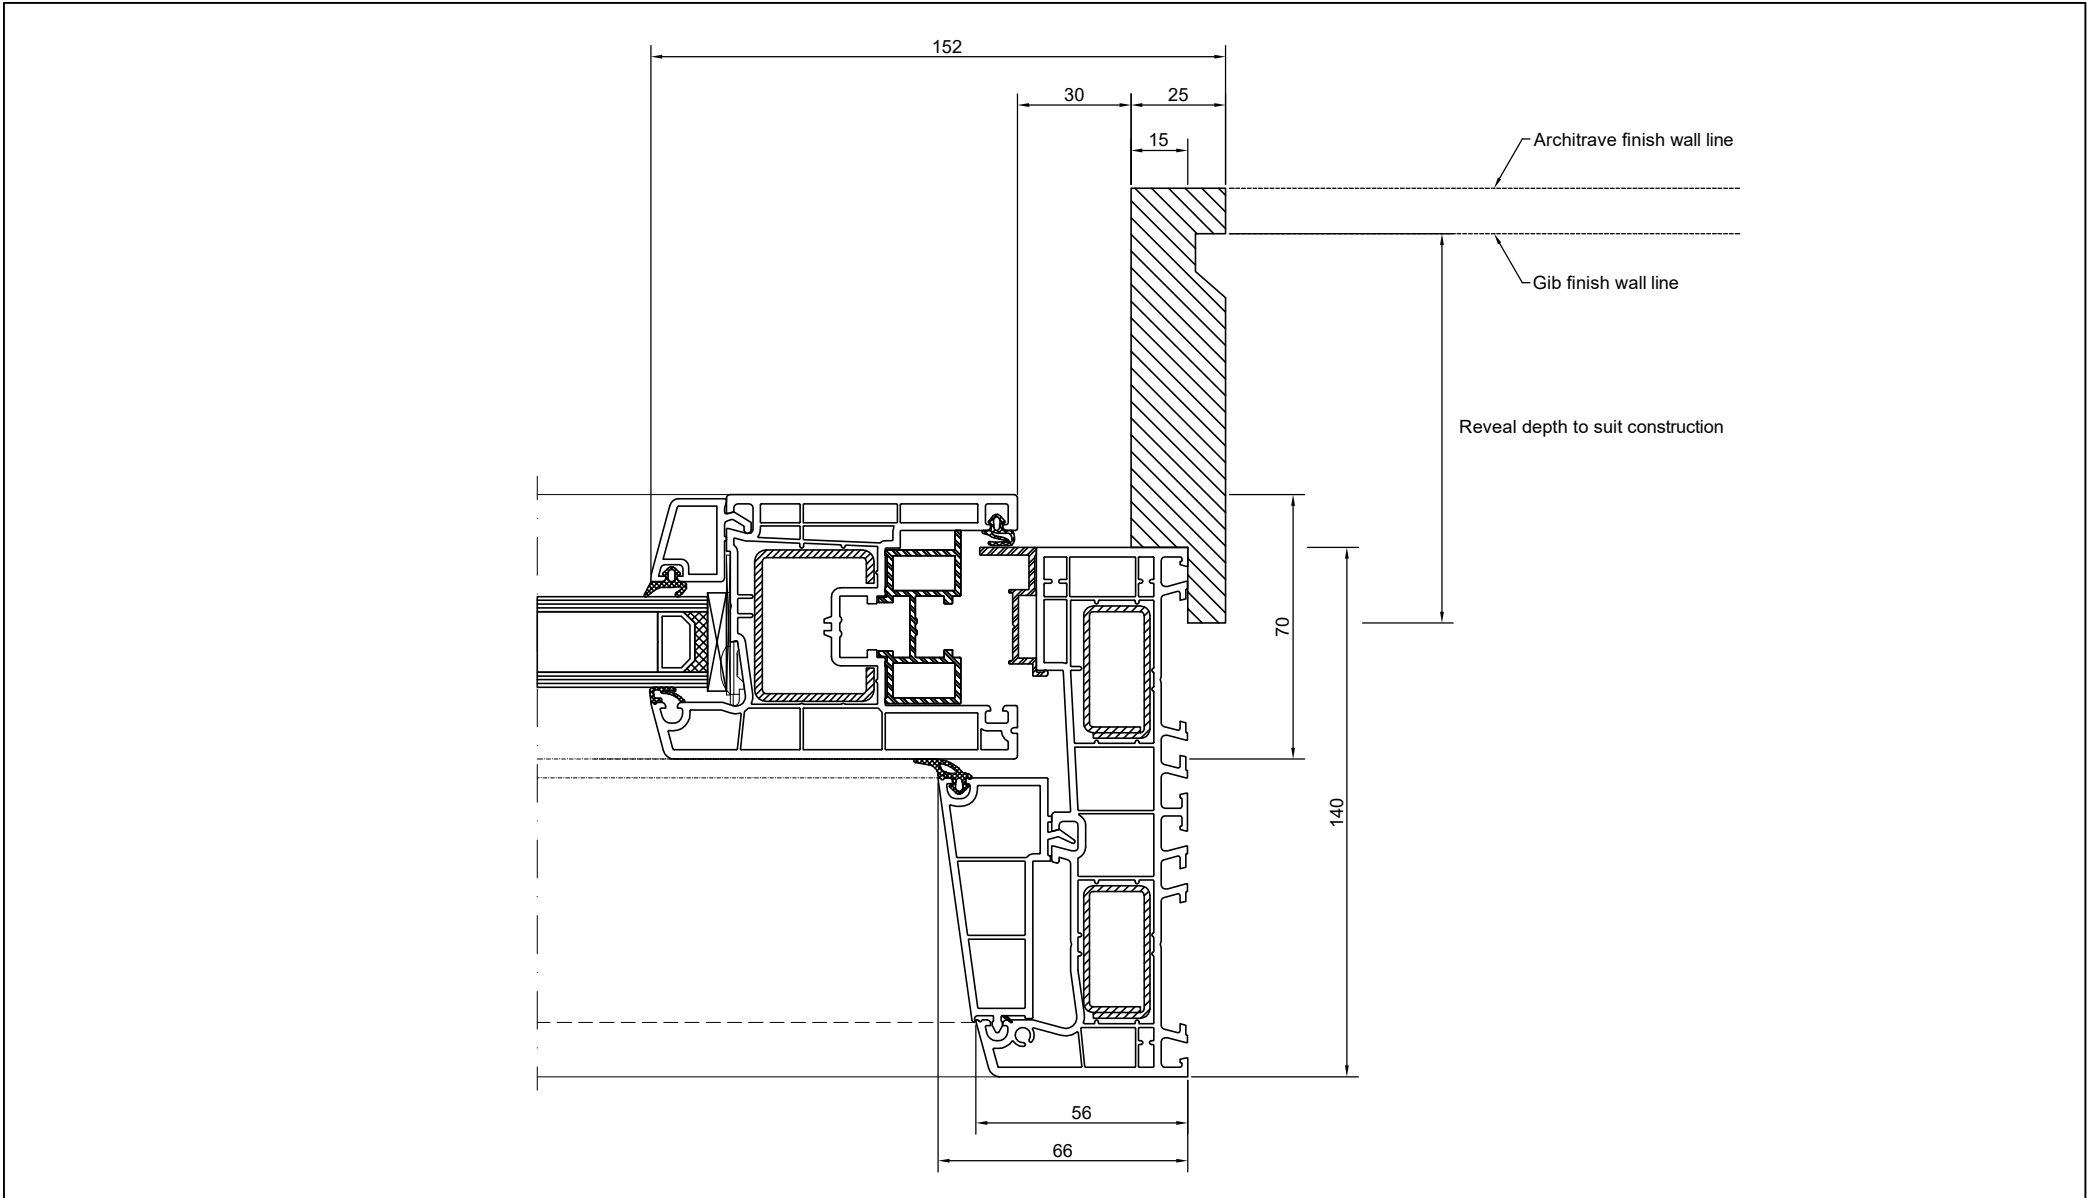 152
30
25
15
Architrave finish wall line
Gib finish wall line
Reveal depth to suit construction
70
140
56
66